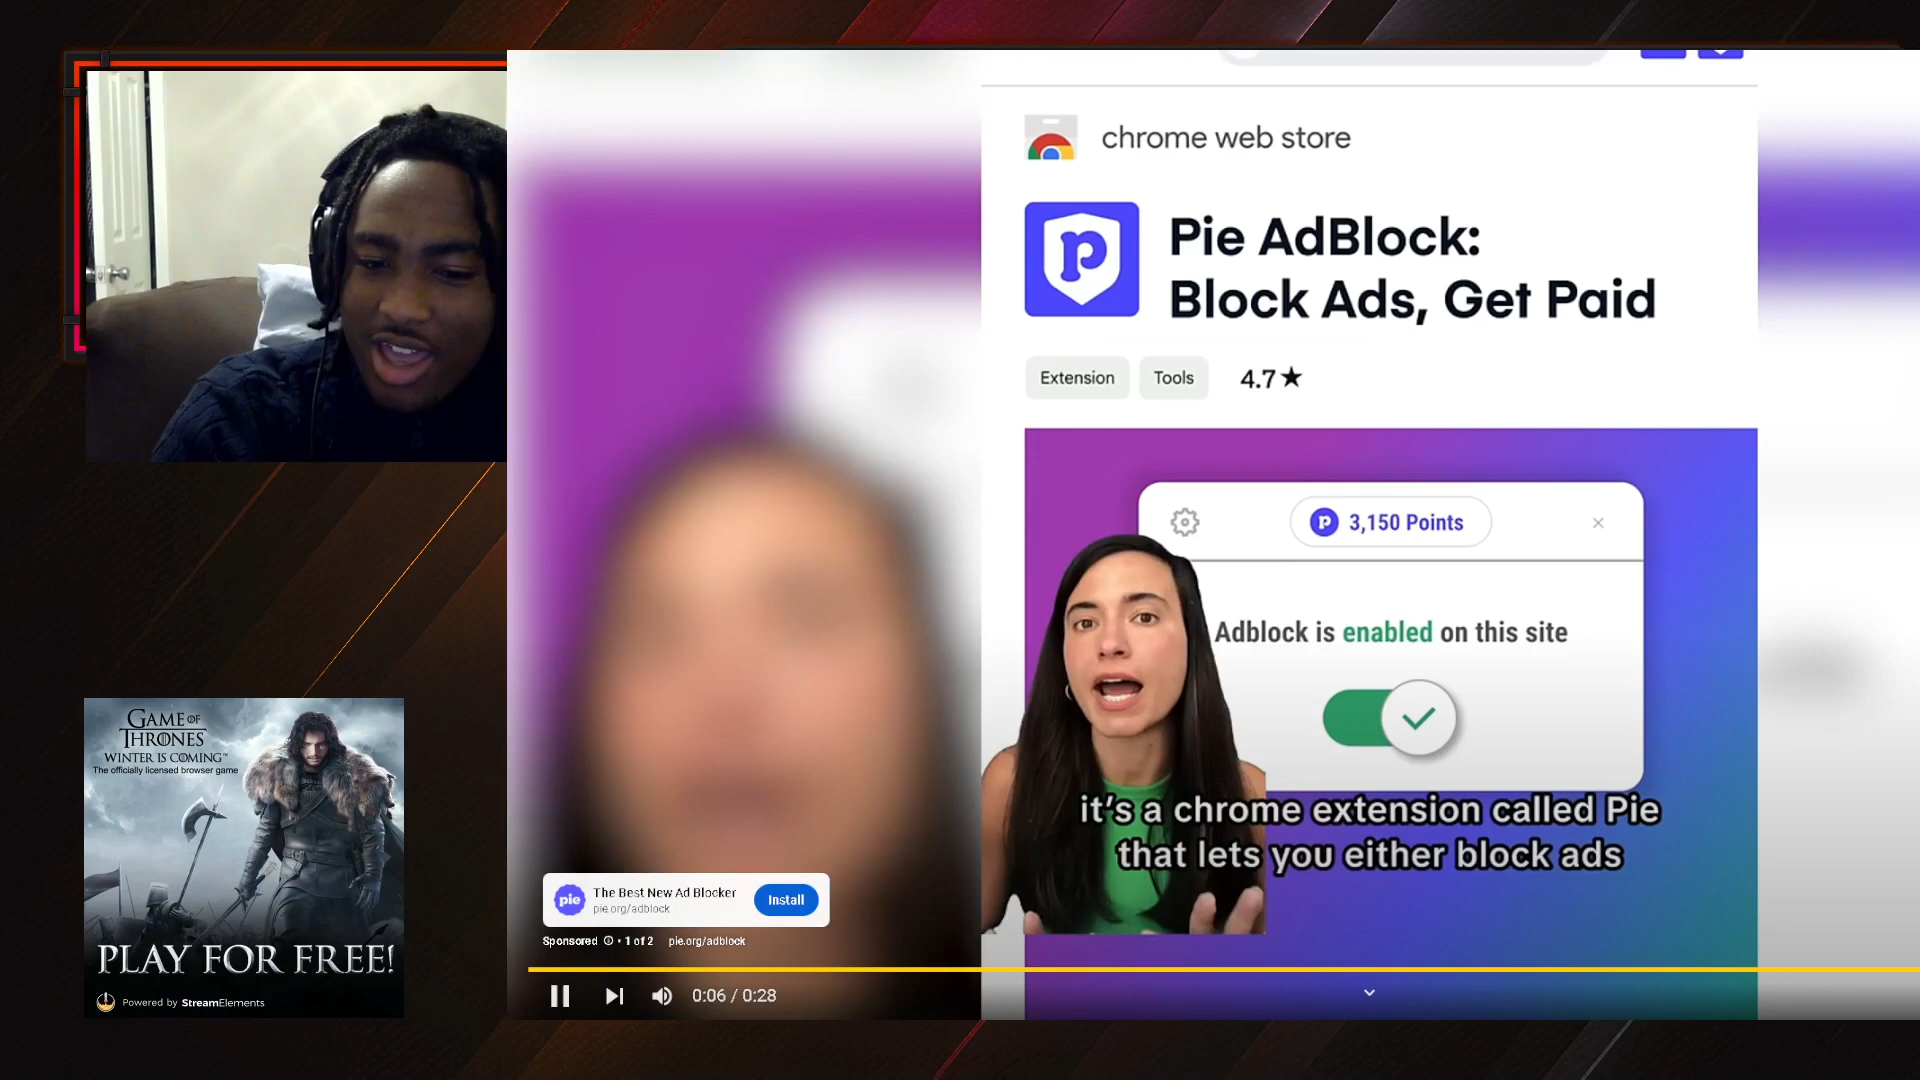 chrome web store
p
Pie AdBlock:
Block Ads, Get Paid
Extension
Tools
4.7★
p 3,150 Points
Adblock is enabled on this site
it's a chrome extension called Pie
that lets you either block ads
GAME OF
THRONES
WINTER IS COMING™
The officially licensed browser game
PLAY FOR FREE!
Powered by StreamElements
pie
The Best New Ad Blocker
pie.org/adblock
Install
Sponsored • 1 of 2 pie.org/adblock
0:06 / 0:28